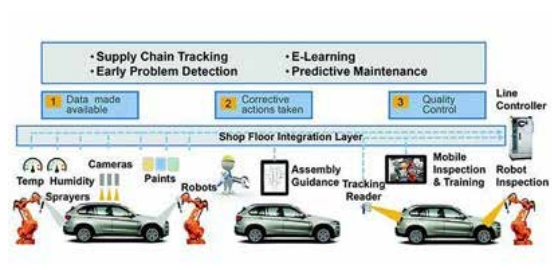 • Supply Chain Tracking
• E-Learning
• Early Problem Detection
• Predictive Maintenance
1 Data made
available
2 Corrective
actions taken
3 Quality
Control
Line
Controller
Shop Floor Integration Layer
Temp
Humidity
Cameras
Sprayers
Paints
Robots
Assembly
Guidance
Tracking
Reader
Mobile
Inspection
& Training
Robot
Inspection